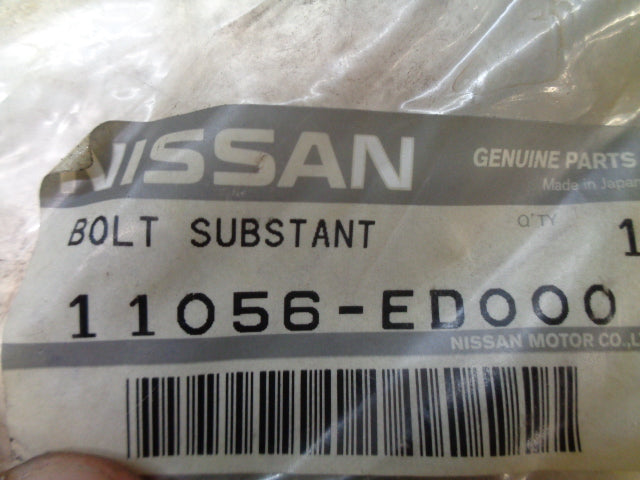 NISSAN GENUINE PARTS
Made in Japan
BOLT SUBSTANT Q'TY 1
11056-ED000
NISSAN MOTOR CO.,L